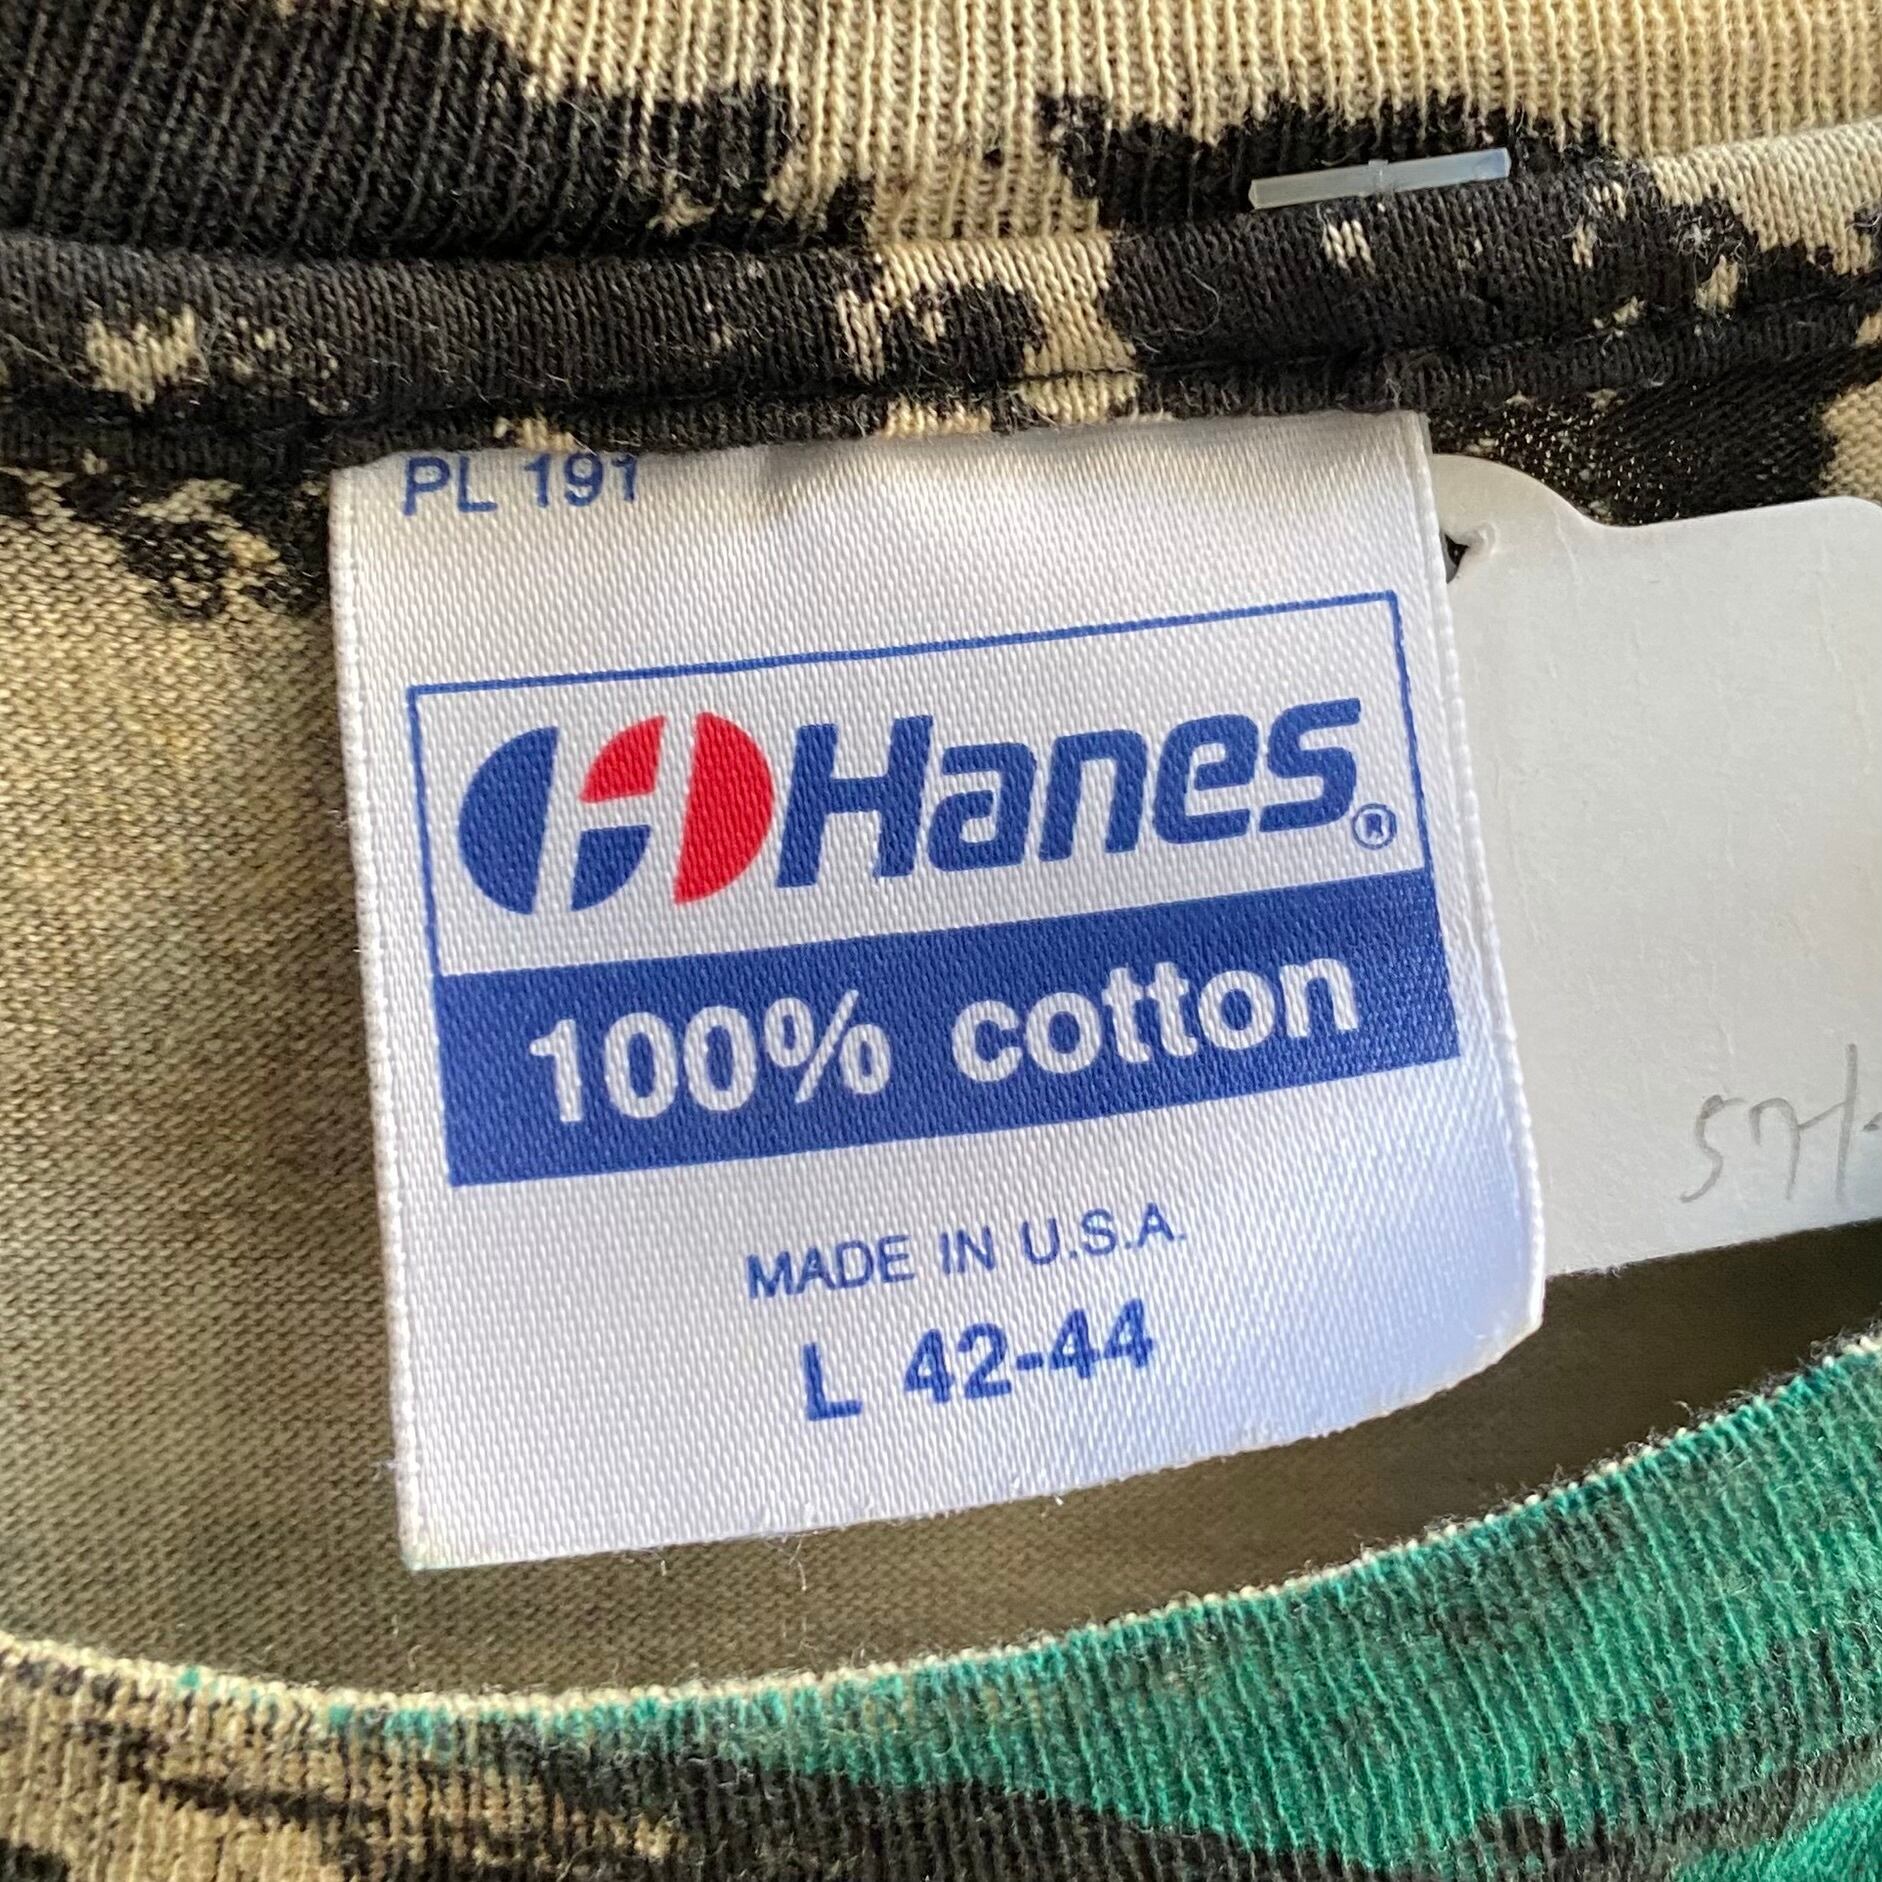 PL 191
Hanes®
100% cotton
MADE IN U.S.A.
L 42-44